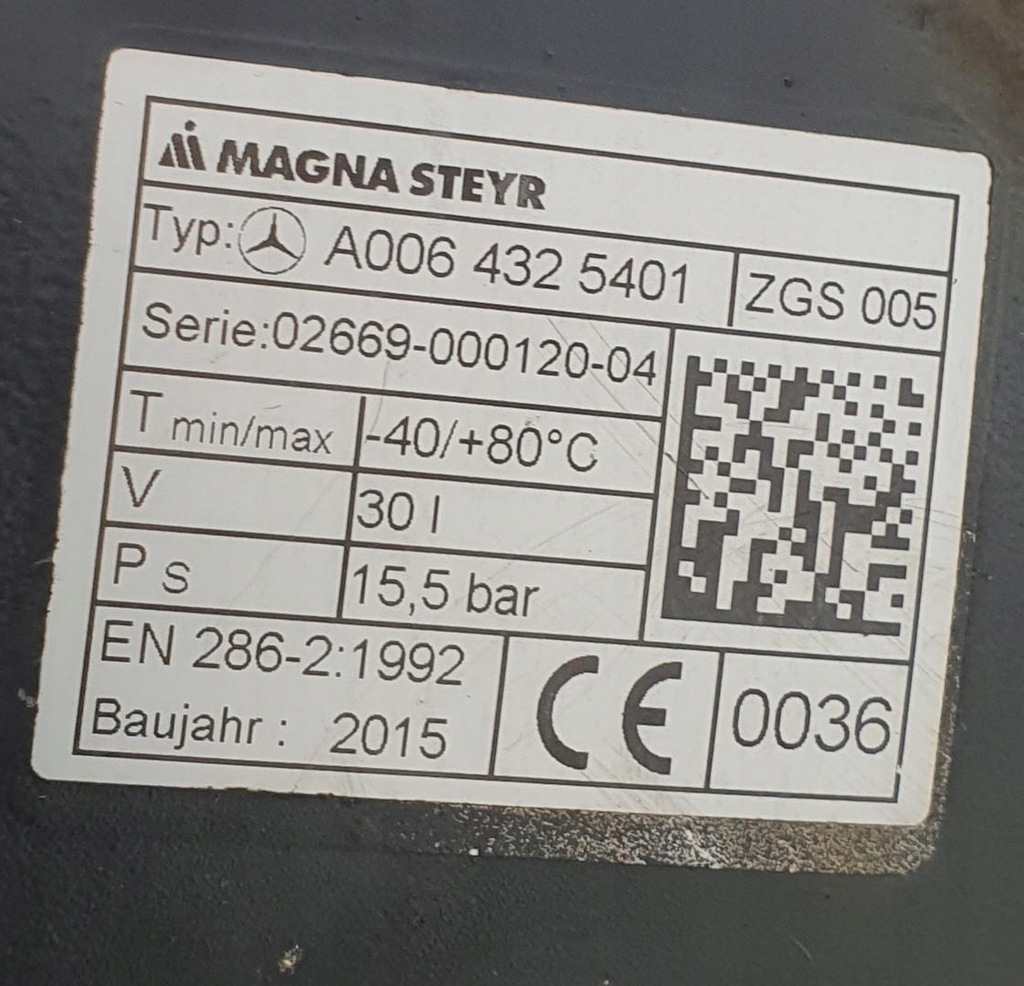 MAGNA STEYR
Typ: A006 432 5401 ZGS 005
Serie:02669-000120-04
T min/max -40/+80°C
V 30 l
P S 15,5 bar
EN 286-2:1992
Baujahr : 2015
CE 0036